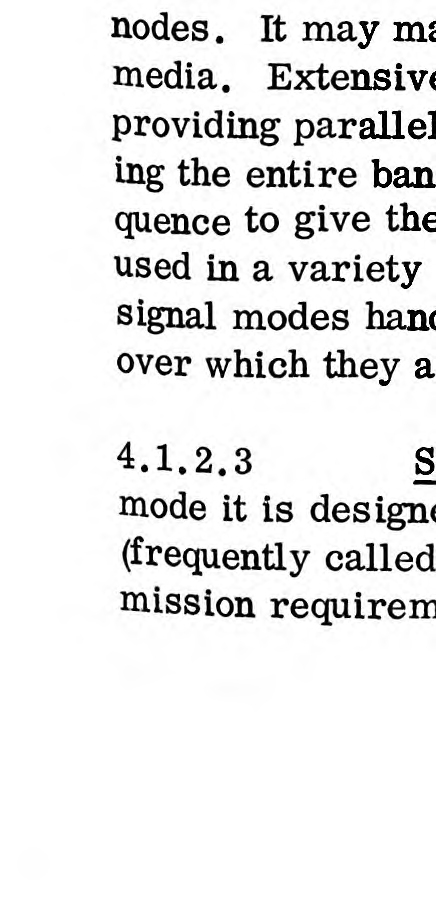 nodes. It may ma
media. Extensive
providing parallel
ing the entire ban
quence to give the
used in a variety
signal modes hand
over which they a
4.1.2.3 S
mode it is designe
(frequently called
mission requirem